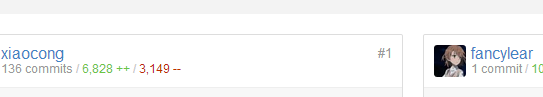 xiaocong #1
136 commits / 6,828 ++ / 3,149 --
fancylear
1 commit / 10